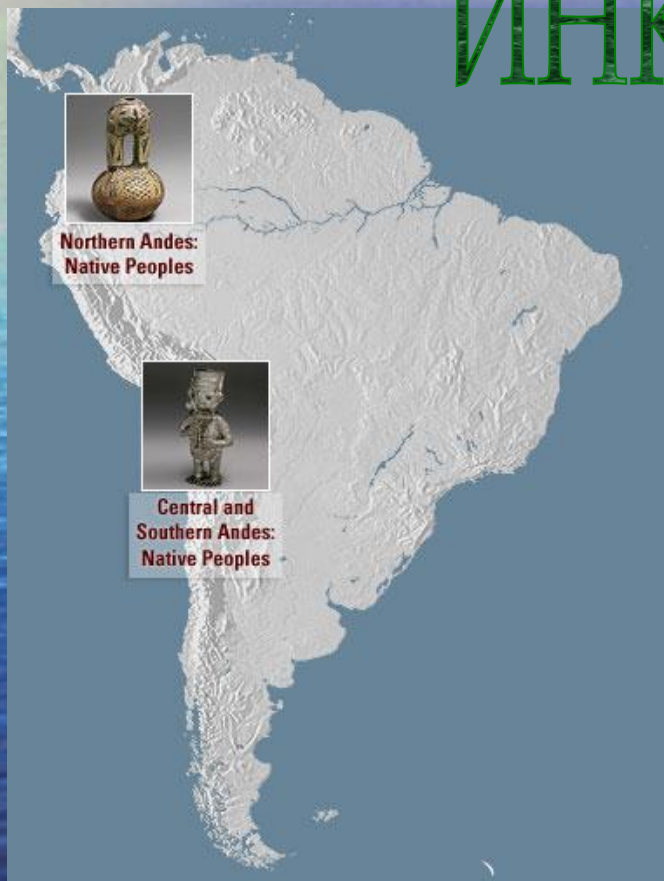 ИНК
Northern Andes:
Native Peoples
Central and
Southern Andes:
Native Peoples